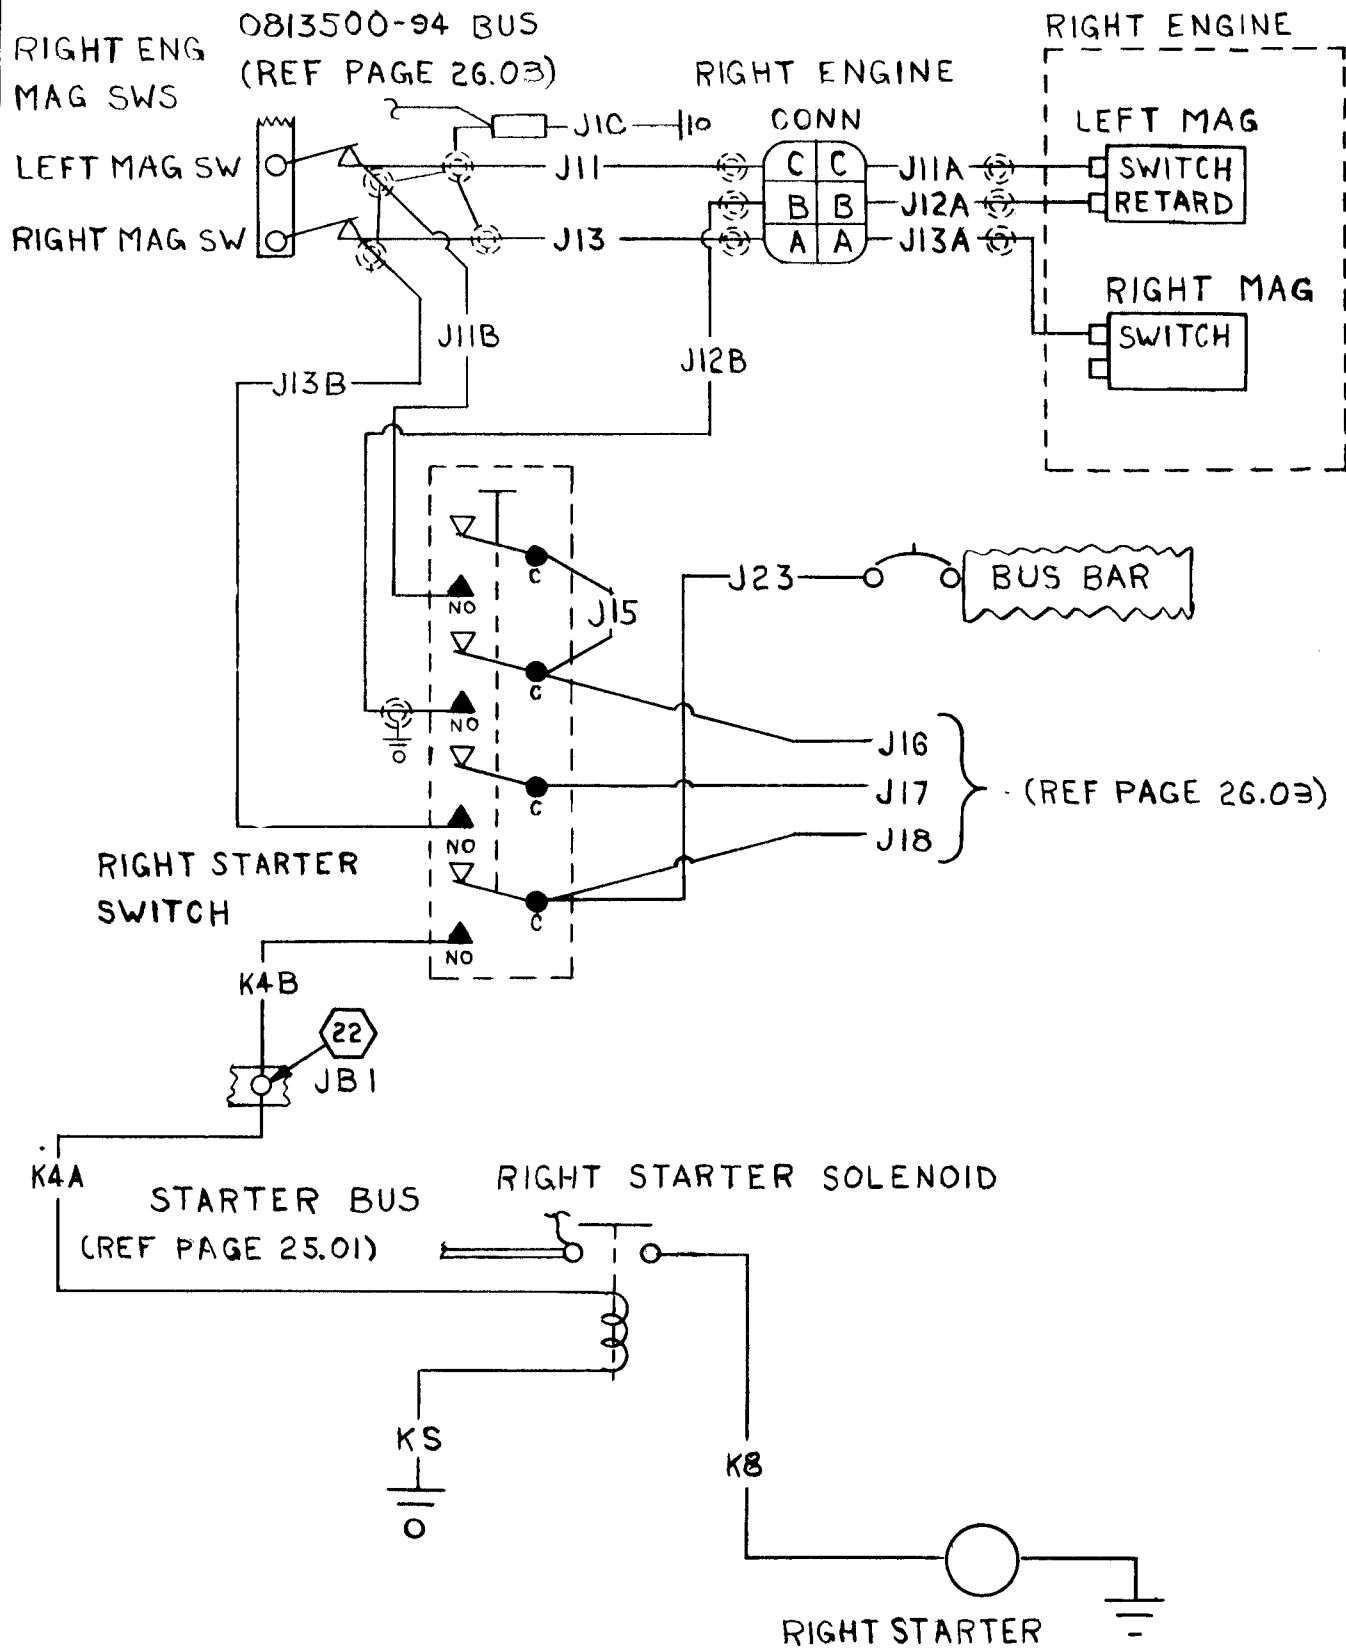 0813500-94 BUS
(REF PAGE 26.03)
RIGHT ENG
MAG SWS
RIGHT ENGINE
CONN
RIGHT ENGINE
LEFT MAG
J1C
10
LEFT MAG SW
J11
C C
J11A
SWITCH
B B
J12A
RETARD
RIGHT MAG SW
J13
A A
J13A
RIGHT MAG
SWITCH
J11B
J12B
J13B
C
NO
J15
J23
BUS BAR
C
NO
J16
J17
J18
(REF PAGE 26.03)
C
NO
RIGHT STARTER
SWITCH
C
NO
K4B
22
JB1
K4A
STARTER BUS
(REF PAGE 25.01)
RIGHT STARTER SOLENOID
KS
K8
RIGHT STARTER